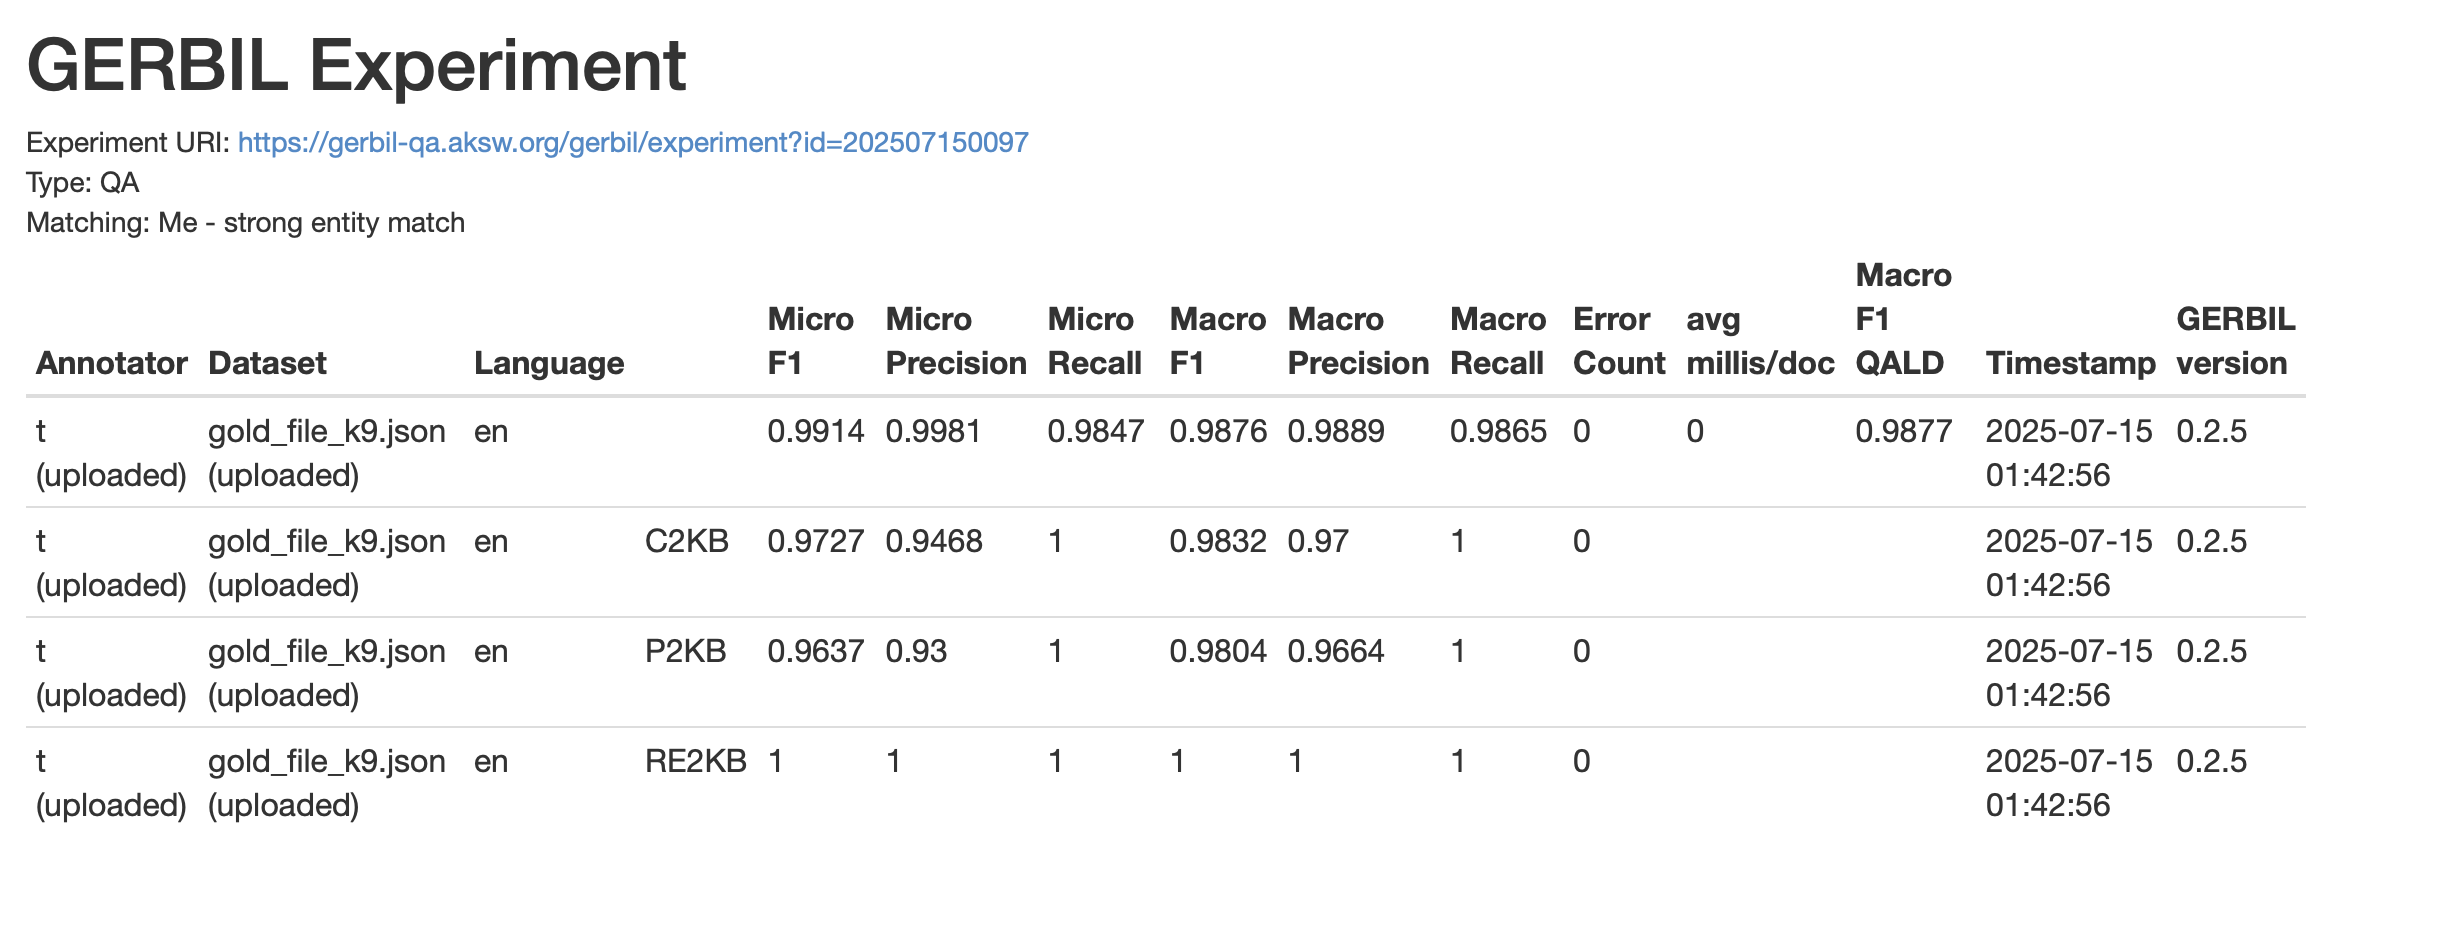 GERBIL Experiment
Experiment URI: https://gerbil-qa.aksw.org/gerbil/experiment?id=202507150097
Type: QA
Matching: Me - strong entity match
Annotator Dataset Language Micro F1 Micro Precision Micro Recall Macro F1 Macro Precision Macro Recall Error Count avg millis/doc Macro F1 QALD Timestamp GERBIL version
t (uploaded) gold_file_k9.json (uploaded) en 0.9914 0.9981 0.9847 0.9876 0.9889 0.9865 0 0 0.9877 2025-07-15 01:42:56 0.2.5
t (uploaded) gold_file_k9.json (uploaded) en C2KB 0.9727 0.9468 1 0.9832 0.97 1 0 2025-07-15 01:42:56 0.2.5
t (uploaded) gold_file_k9.json (uploaded) en P2KB 0.9637 0.93 1 0.9804 0.9664 1 0 2025-07-15 01:42:56 0.2.5
t (uploaded) gold_file_k9.json (uploaded) en RE2KB 1 1 1 1 1 1 0 2025-07-15 01:42:56 0.2.5